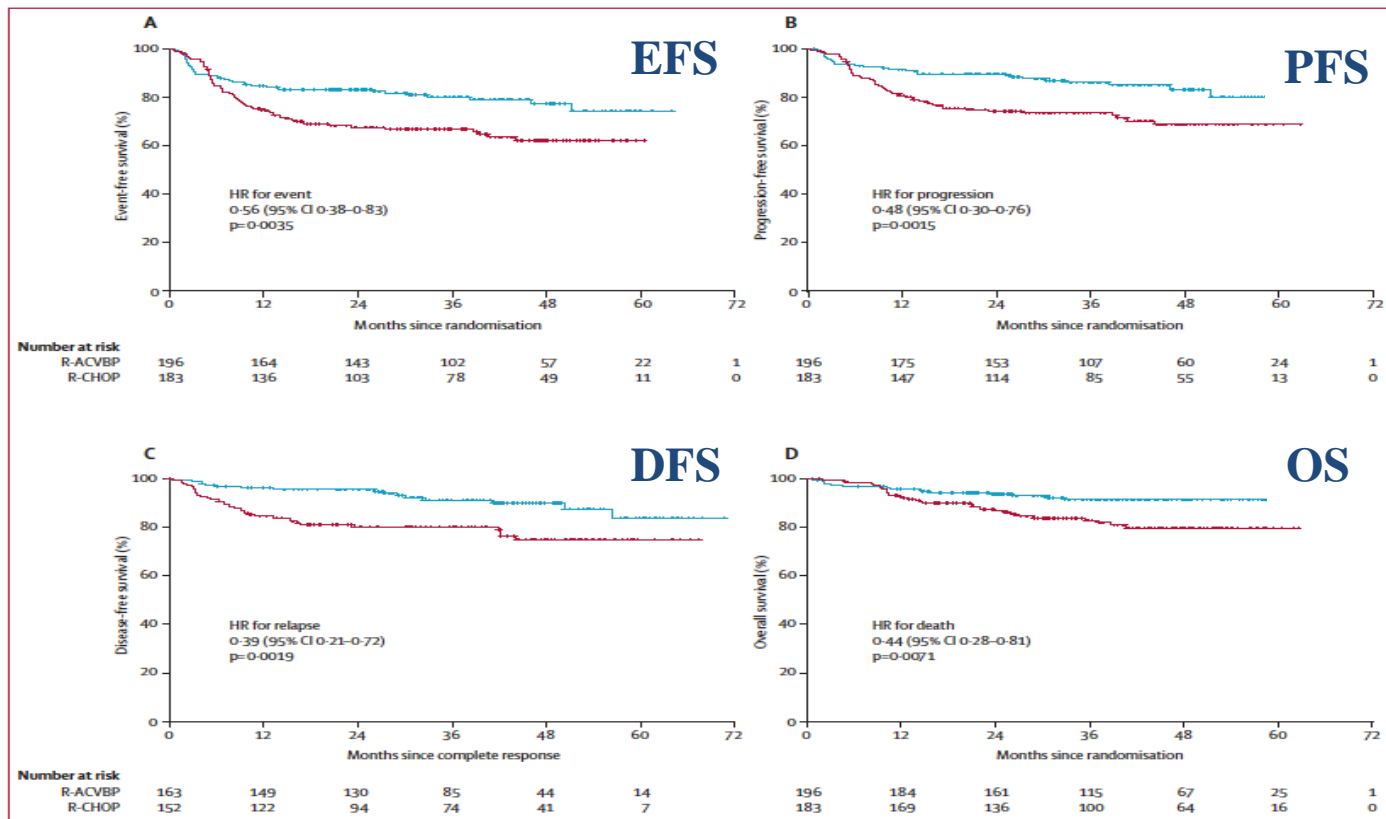 A
EFS
100
80
60
40
20
0
Event-free survival (%)
HR for event
0·56 (95% CI 0·38–0·83)
p=0·0035
0 12 24 36 48 60 72
Months since randomisation
Number at risk
R-ACVBP 196 164 143 102 57 22 1
R-CHOP 183 136 103 78 49 11 0
B
PFS
100
80
60
40
20
0
Progression-free survival (%)
HR for progression
0·48 (95% CI 0·30–0·76)
p=0·0015
0 12 24 36 48 60 72
Months since randomisation
196 175 153 107 60 24 1
183 147 114 85 55 13 0
C
DFS
100
80
60
40
20
0
Disease-free survival (%)
HR for relapse
0·39 (95% CI 0·21–0·72)
p=0·0019
0 12 24 36 48 60 72
Months since complete response
Number at risk
R-ACVBP 163 149 130 85 44 14
R-CHOP 152 122 94 74 41 7
D
OS
100
80
60
40
20
0
Overall survival (%)
HR for death
0·44 (95% CI 0·28–0·81)
p=0·0071
0 12 24 36 48 60 72
Months since randomisation
196 184 161 115 67 25 1
183 169 136 100 64 16 0